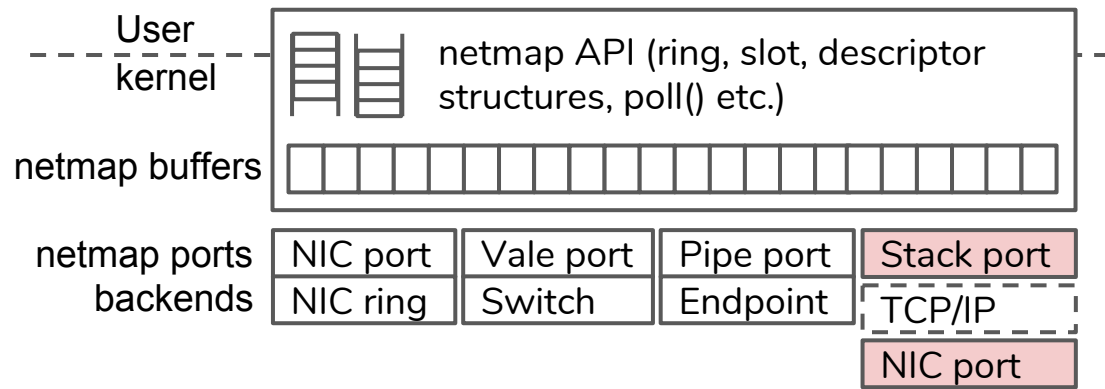 User
kernel
netmap API (ring, slot, descriptor
structures, poll() etc.)
netmap buffers
netmap ports
NIC port
Vale port
Pipe port
Stack port
backends
NIC ring
Switch
Endpoint
TCP/IP
NIC port